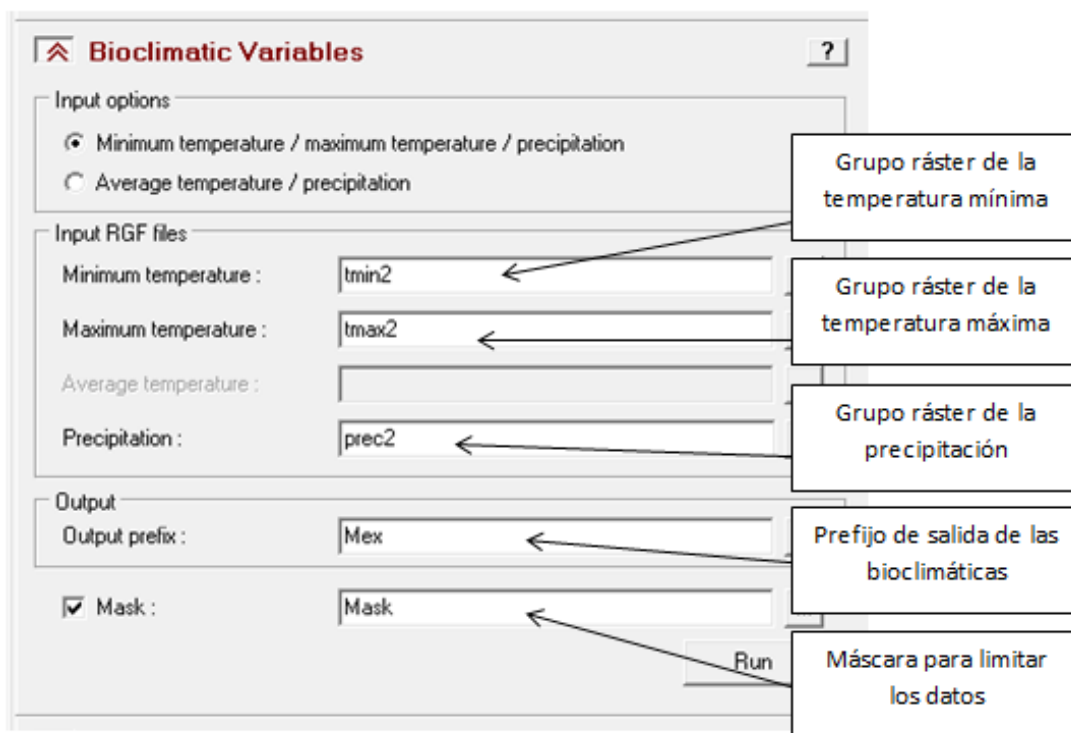 Bioclimatic Variables
?
Input options
Minimum temperature / maximum temperature / precipitation
Average temperature / precipitation
Grupo ráster de la
temperatura mínima
Input RGF files
Minimum temperature :
tmin2
Grupo ráster de la
temperatura máxima
Maximum temperature :
tmax2
Average temperature :
Grupo ráster de la
precipitación
Precipitation :
prec2
Output
Output prefix :
Mex
Prefijo de salida de las
bioclimáticas
Mask :
Mask
Run
Máscara para limitar
los datos